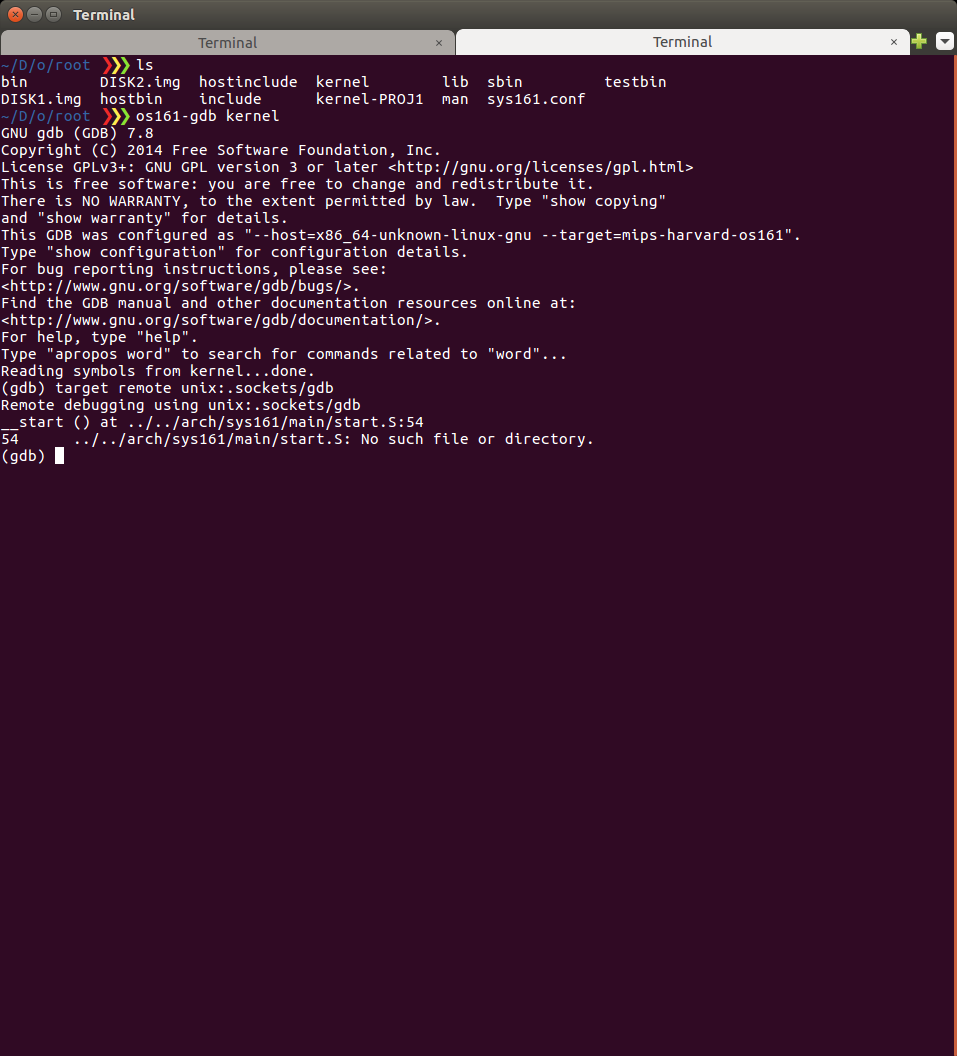 Terminal
Terminal Terminal
~/D/o/root ❯❯❯ ls
bin        DISK2.img  hostinclude  kernel        lib  sbin         testbin
DISK1.img  hostbin    include      kernel-PROJ1  man  sys161.conf
~/D/o/root ❯❯❯ os161-gdb kernel
GNU gdb (GDB) 7.8
Copyright (C) 2014 Free Software Foundation, Inc.
License GPLv3+: GNU GPL version 3 or later <http://gnu.org/licenses/gpl.html>
This is free software: you are free to change and redistribute it.
There is NO WARRANTY, to the extent permitted by law.  Type "show copying"
and "show warranty" for details.
This GDB was configured as "--host=x86_64-unknown-linux-gnu --target=mips-harvard-os161".
Type "show configuration" for configuration details.
For bug reporting instructions, please see:
<http://www.gnu.org/software/gdb/bugs/>.
Find the GDB manual and other documentation resources online at:
<http://www.gnu.org/software/gdb/documentation/>.
For help, type "help".
Type "apropos word" to search for commands related to "word"...
Reading symbols from kernel...done.
(gdb) target remote unix:.sockets/gdb
Remote debugging using unix:.sockets/gdb
__start () at ../../arch/sys161/main/start.S:54
54      ../../arch/sys161/main/start.S: No such file or directory.
(gdb)